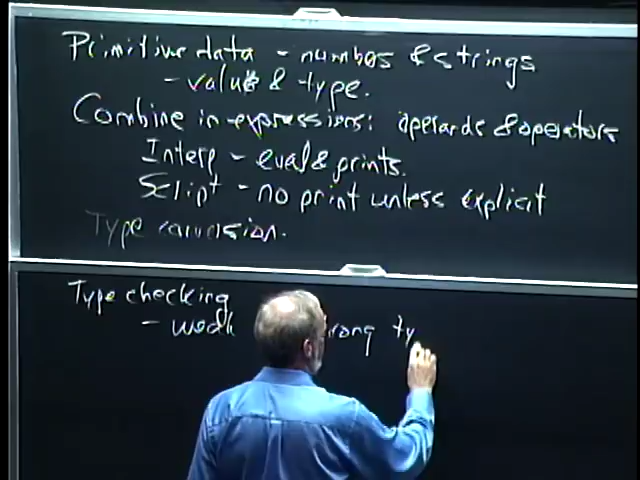 Primitive data - numbers & strings
- value & type.
Combine in expressions: operands & operators
Interp - eval & prints.
Script - no print unless explicit
Type conversion.
Type checking
- weak rong ty